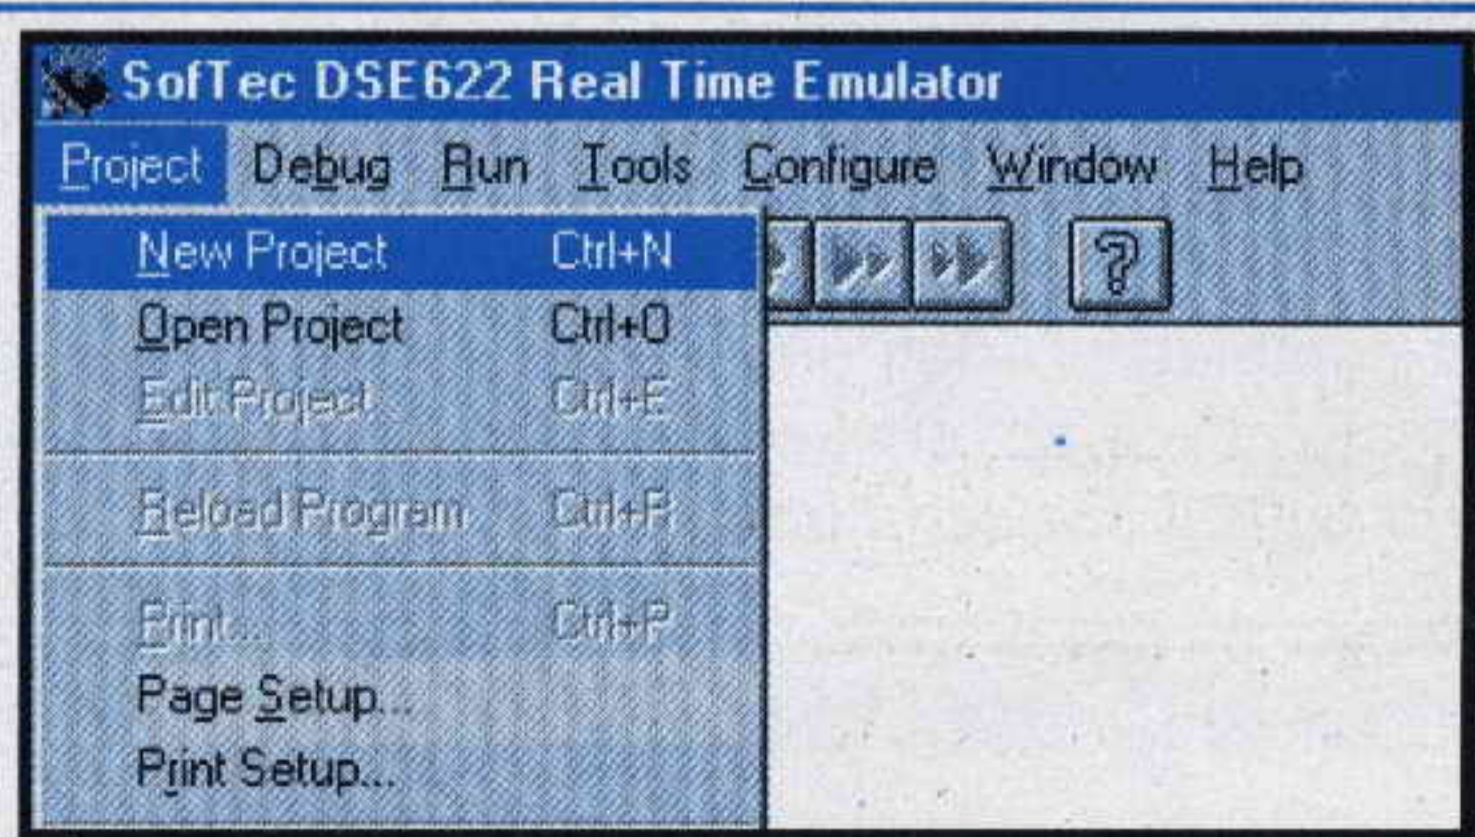 SofTec DSE622 Real Time Emulator
Project Debug Run Tools Configure Window Help
New Project Ctrl+N
Open Project Ctrl+O
Edit Project Ctrl+E
Reload Program Ctrl+R
Print... Ctrl+P
Page Setup...
Print Setup...
?